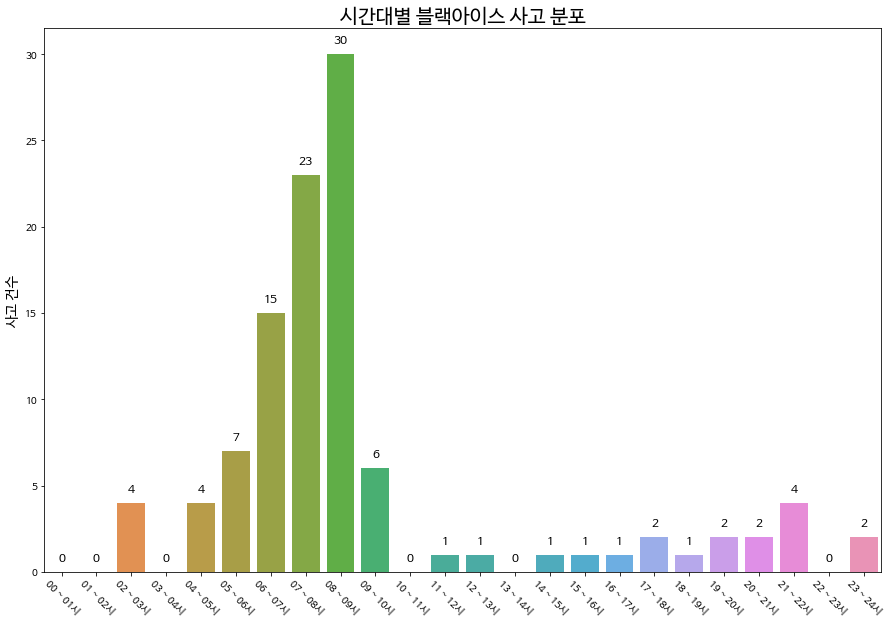 시간대별 블랙아이스 사고 분포
사고 건수
30
25
20
15
10
5
0
0
0
4
0
4
7
15
23
30
6
0
1
1
0
1
1
1
2
1
2
2
4
0
2
00 ~ 01시
01 ~ 02시
02 ~ 03시
03 ~ 04시
04 ~ 05시
05 ~ 06시
06 ~ 07시
07 ~ 08시
08 ~ 09시
09 ~ 10시
10 ~ 11시
11 ~ 12시
12 ~ 13시
13 ~ 14시
14 ~ 15시
15 ~ 16시
16 ~ 17시
17 ~ 18시
18 ~ 19시
19 ~ 20시
20 ~ 21시
21 ~ 22시
22 ~ 23시
23 ~ 24시